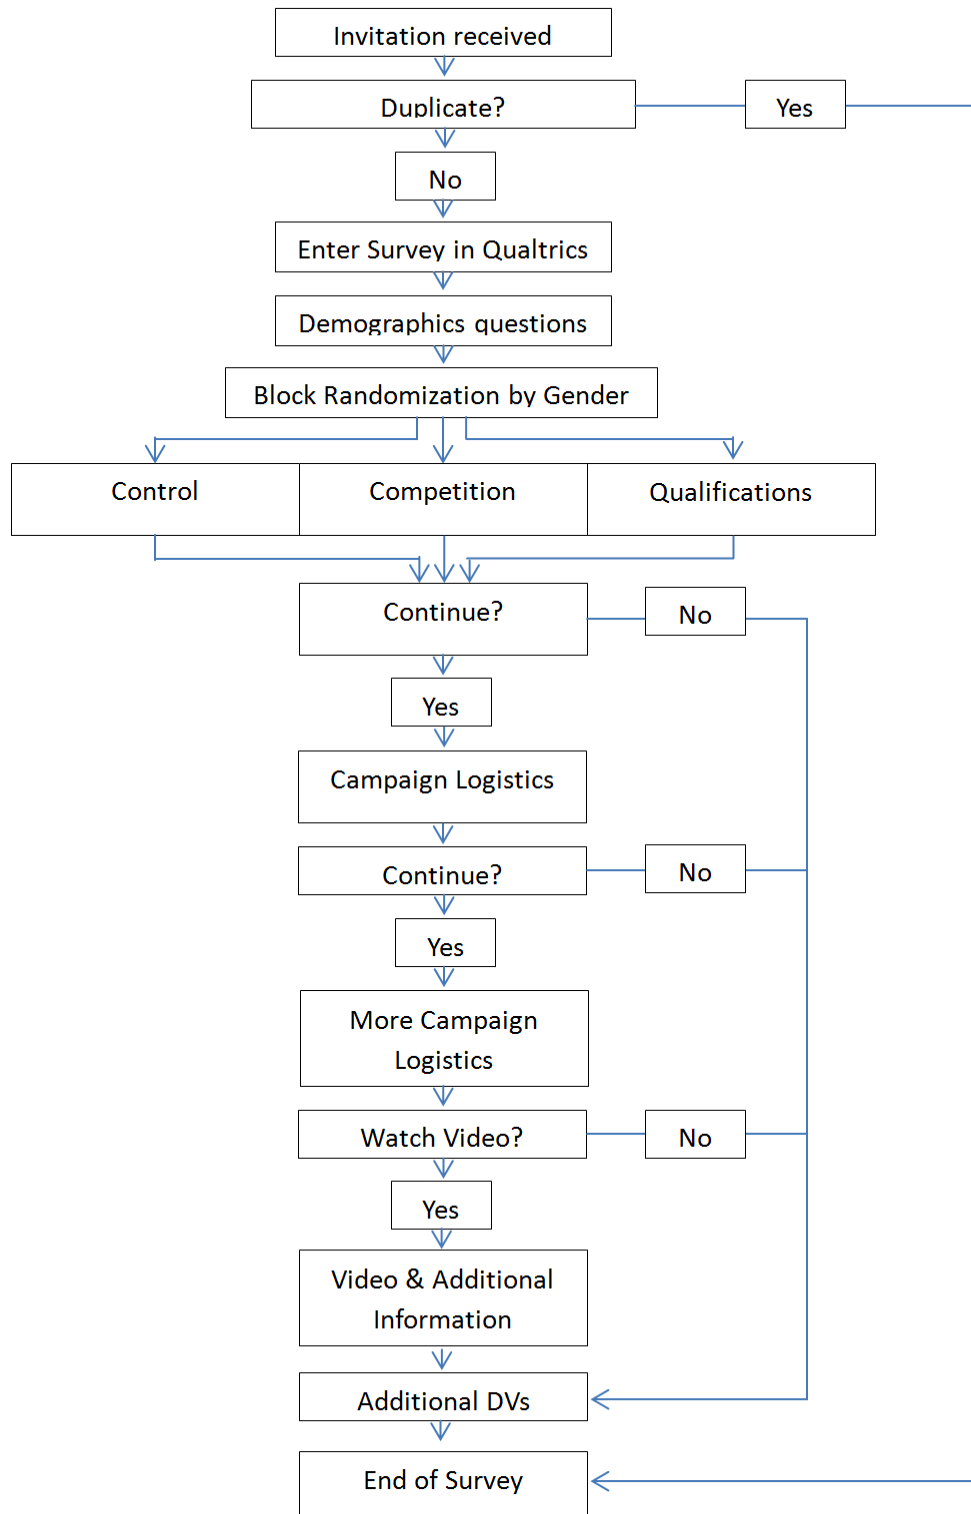 Invitation received
Duplicate?
Yes
No
Enter Survey in Qualtrics
Demographics questions
Block Randomization by Gender
Control
Competition
Qualifications
Continue?
No
Yes
Campaign Logistics
Continue?
No
Yes
More Campaign
Logistics
Watch Video?
No
Yes
Video & Additional
Information
Additional DVs
End of Survey